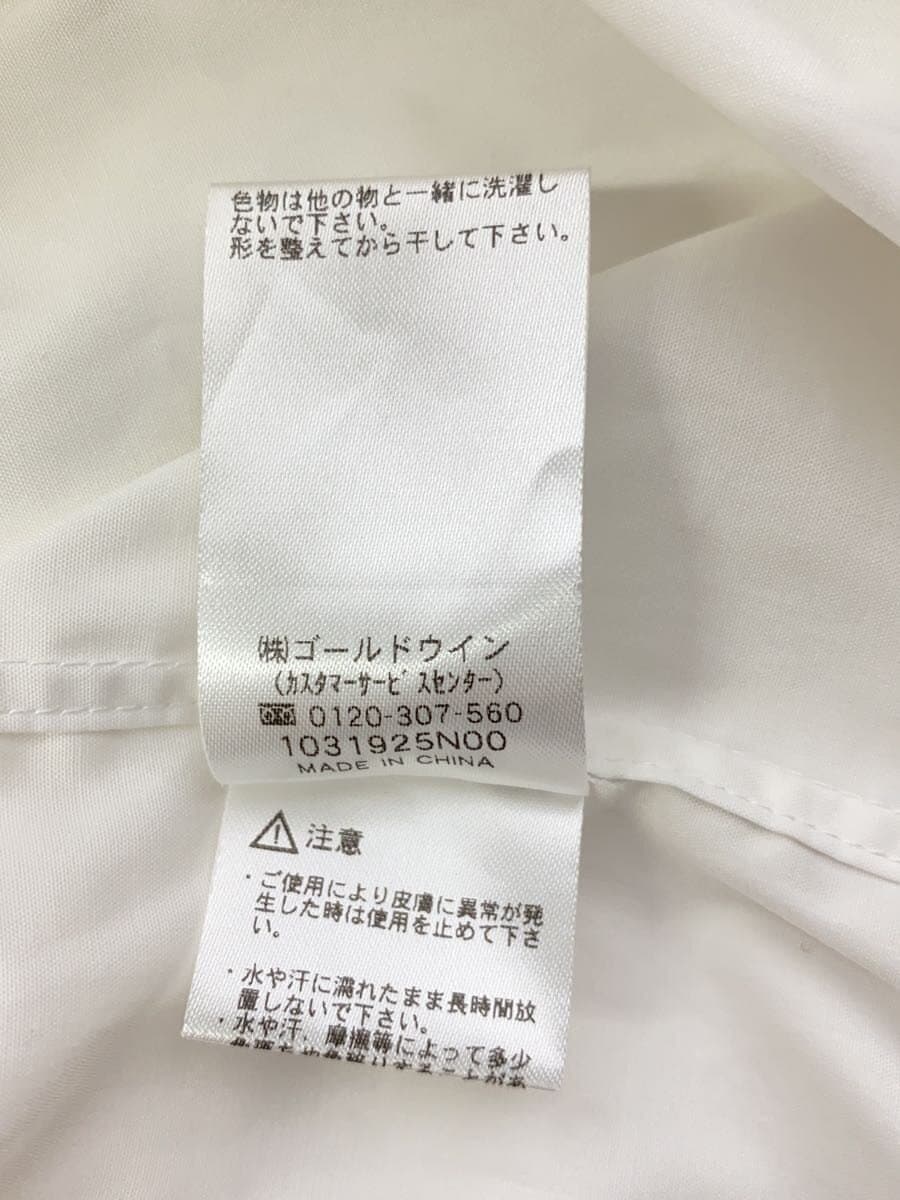 色物は他の物と一緒に洗濯し
ないで下さい。
形を整えてから干して下さい。
(株)ゴールドウイン
(ｶｽﾀﾏｰｻｰﾋﾞｽｾﾝﾀｰ)
0120-307-560
1031925N00
MADE IN CHINA
注意
・ご使用により皮膚に異常が発
生した時は使用を止めて下さ
い。
・水や汗に濡れたまま長時間放
置しないで下さい。
・水や汗、摩擦等によって多少
することがあ